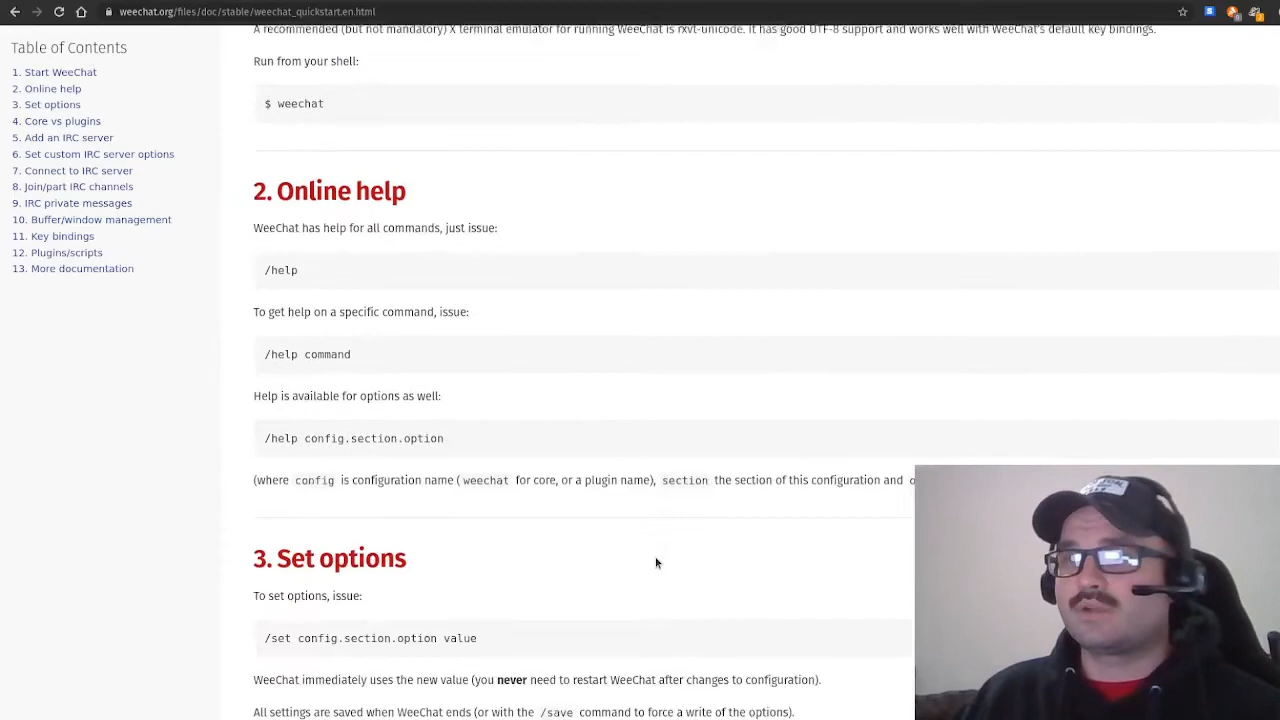 weechat.org/files/doc/stable/weechat_quickstart.en.html
Table of Contents
1. Start WeeChat
2. Online help
3. Set options
4. Core vs plugins
5. Add an IRC server
6. Set custom IRC server options
7. Connect to IRC server
8. Join/part IRC channels
9. IRC private messages
10. Buffer/window management
11. Key bindings
12. Plugins/scripts
13. More documentation
A recommended (but not mandatory) X terminal emulator for running WeeChat is rxvt-unicode. It has good UTF-8 support and works well with WeeChat's default key bindings.
Run from your shell:
$ weechat
2. Online help
WeeChat has help for all commands, just issue:
/help
To get help on a specific command, issue:
/help command
Help is available for options as well:
/help config.section.option
(where config is configuration name ( weechat for core, or a plugin name), section the section of this configuration and
3. Set options
To set options, issue:
/set config.section.option value
WeeChat immediately uses the new value (you never need to restart WeeChat after changes to configuration).
All settings are saved when WeeChat ends (or with the /save command to force a write of the options).